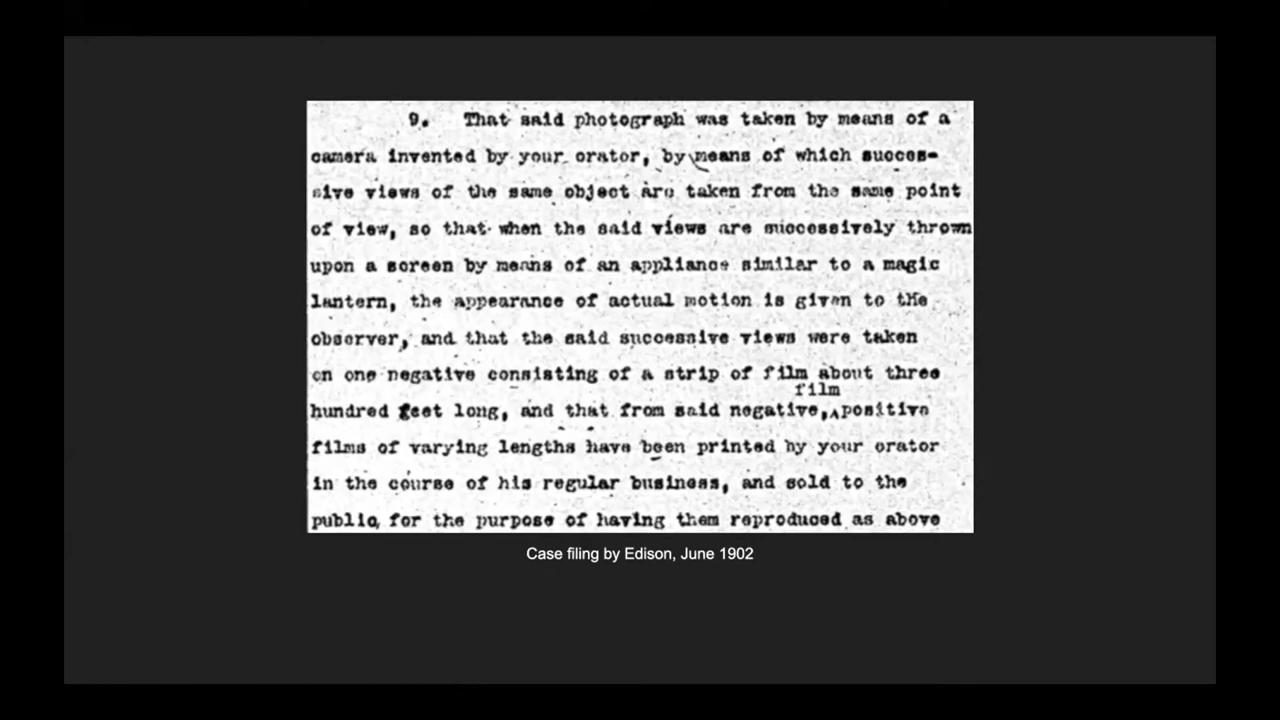 9. That said photograph was taken by means of a
camera invented by your orator, by means of which succes-
sive views of the same object are taken from the same point
of view, so that when the said views are successively thrown
upon a screen by means of an appliance similar to a magic
lantern, the appearance of actual motion is given to the
observer, and that the said successive views were taken
on one negative consisting of a strip of film about three
film
hundred feet long, and that from said negative, positive
films of varying lengths have been printed by your orator
in the course of his regular business, and sold to the
public, for the purpose of having them reproduced as above
Case filing by Edison, June 1902